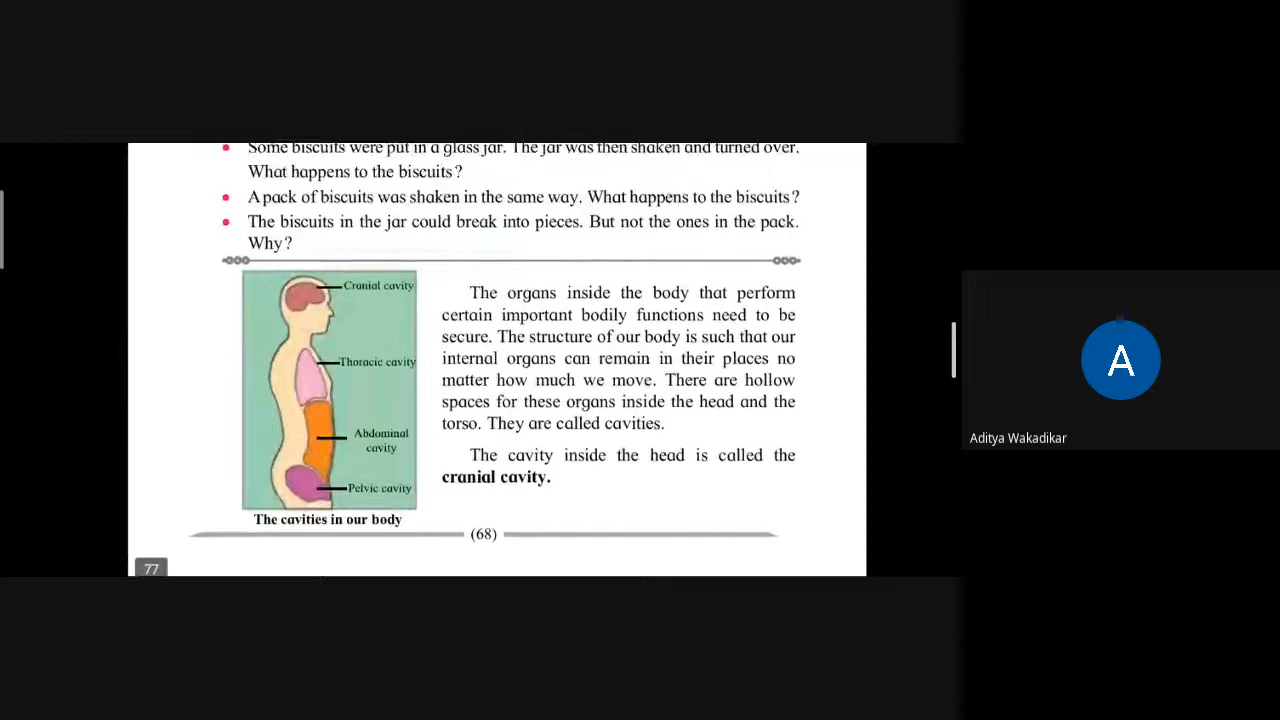 Some biscuits were put in a glass jar. The jar was then shaken and turned over.
What happens to the biscuits?
A pack of biscuits was shaken in the same way. What happens to the biscuits?
The biscuits in the jar could break into pieces. But not the ones in the pack.
Why?
Cranial cavity
Thoracic cavity
Abdominal
cavity
Pelvic cavity
The cavities in our body
The organs inside the body that perform
certain important bodily functions need to be
secure. The structure of our body is such that our
internal organs can remain in their places no
matter how much we move. There are hollow
spaces for these organs inside the head and the
torso. They are called cavities.
The cavity inside the head is called the
cranial cavity.
(68)
77
A
Aditya Wakadikar